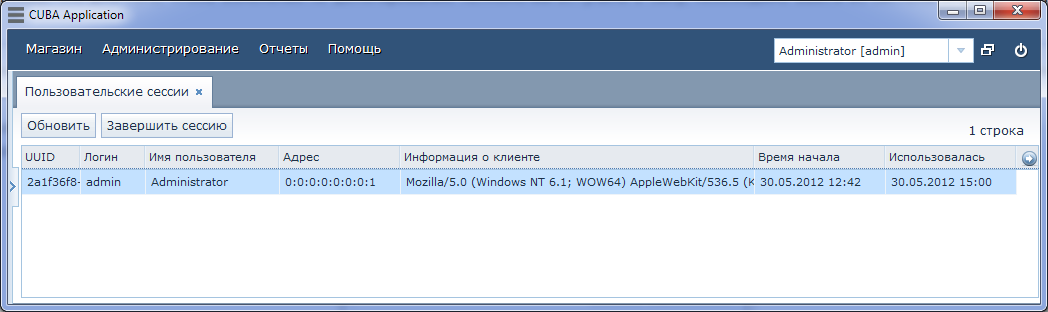 CUBA Application
Магазин Администрирование Отчеты Помощь Administrator [admin]
Пользовательские сессии
Обновить Завершить сессию
1 строка
UUID Логин Имя пользователя Адрес Информация о клиенте Время начала Использовалась
2a1f36f8- admin Administrator 0:0:0:0:0:0:0:1 Mozilla/5.0 (Windows NT 6.1; WOW64) AppleWebKit/536.5 (K 30.05.2012 12:42 30.05.2012 15:00